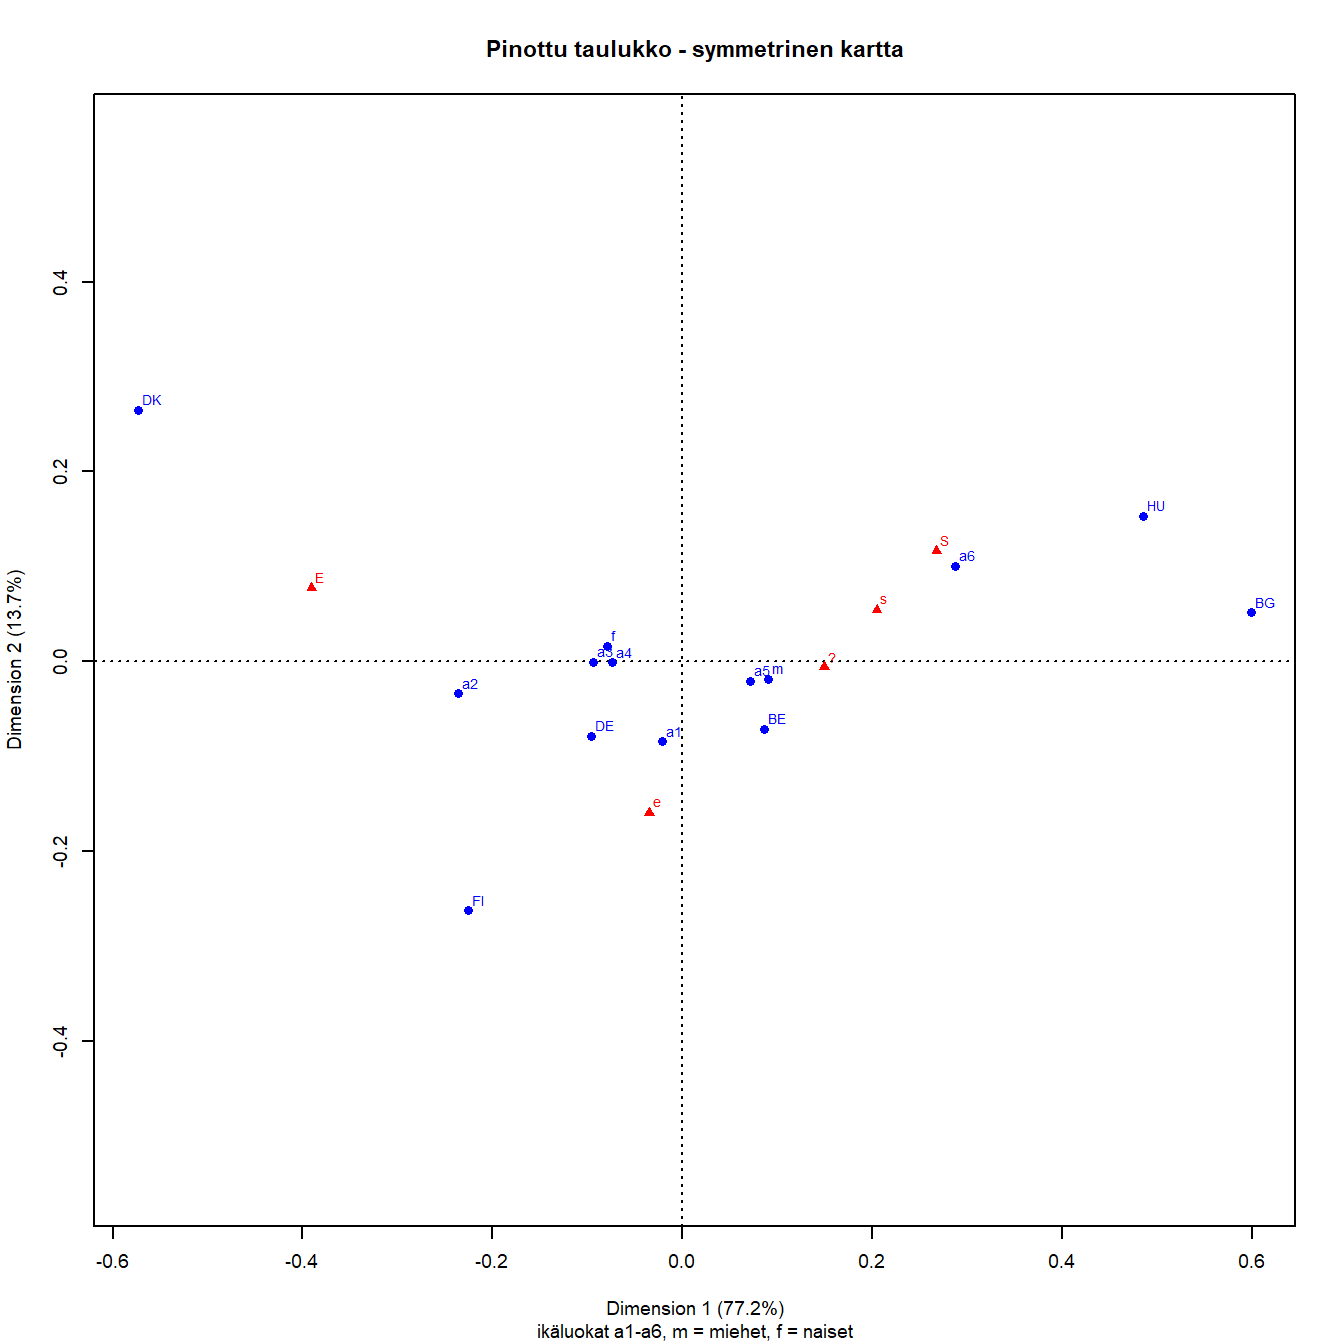 Pinottu taulukko - symmetrinen kartta
DK
HU
S
a6
E
s
BG
f
a3
a4
?
a5
m
a2
BE
DE
a1
e
FI
0.4
0.2
0.0
-0.2
-0.4
Dimension 2 (13.7%)
-0.6
-0.4
-0.2
0.0
0.2
0.4
0.6
Dimension 1 (77.2%)
ikäluokat a1-a6, m = miehet, f = naiset